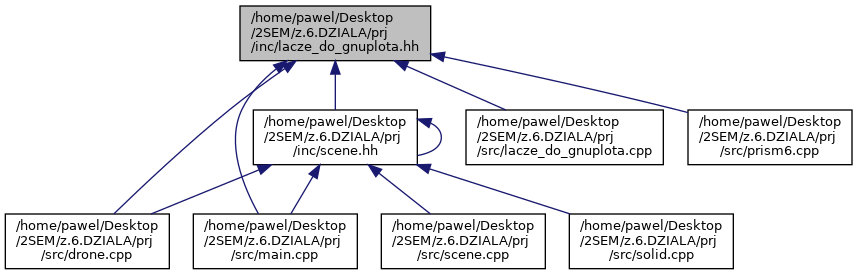 /home/pawel/Desktop
/2SEM/z.6.DZIALA/prj
/inc/lacze_do_gnuplota.hh
/home/pawel/Desktop
/2SEM/z.6.DZIALA/prj
/inc/scene.hh
/home/pawel/Desktop
/2SEM/z.6.DZIALA/prj
/src/lacze_do_gnuplota.cpp
/home/pawel/Desktop
/2SEM/z.6.DZIALA/prj
/src/prism6.cpp
/home/pawel/Desktop
/2SEM/z.6.DZIALA/prj
/src/drone.cpp
/home/pawel/Desktop
/2SEM/z.6.DZIALA/prj
/src/main.cpp
/home/pawel/Desktop
/2SEM/z.6.DZIALA/prj
/src/scene.cpp
/home/pawel/Desktop
/2SEM/z.6.DZIALA/prj
/src/solid.cpp